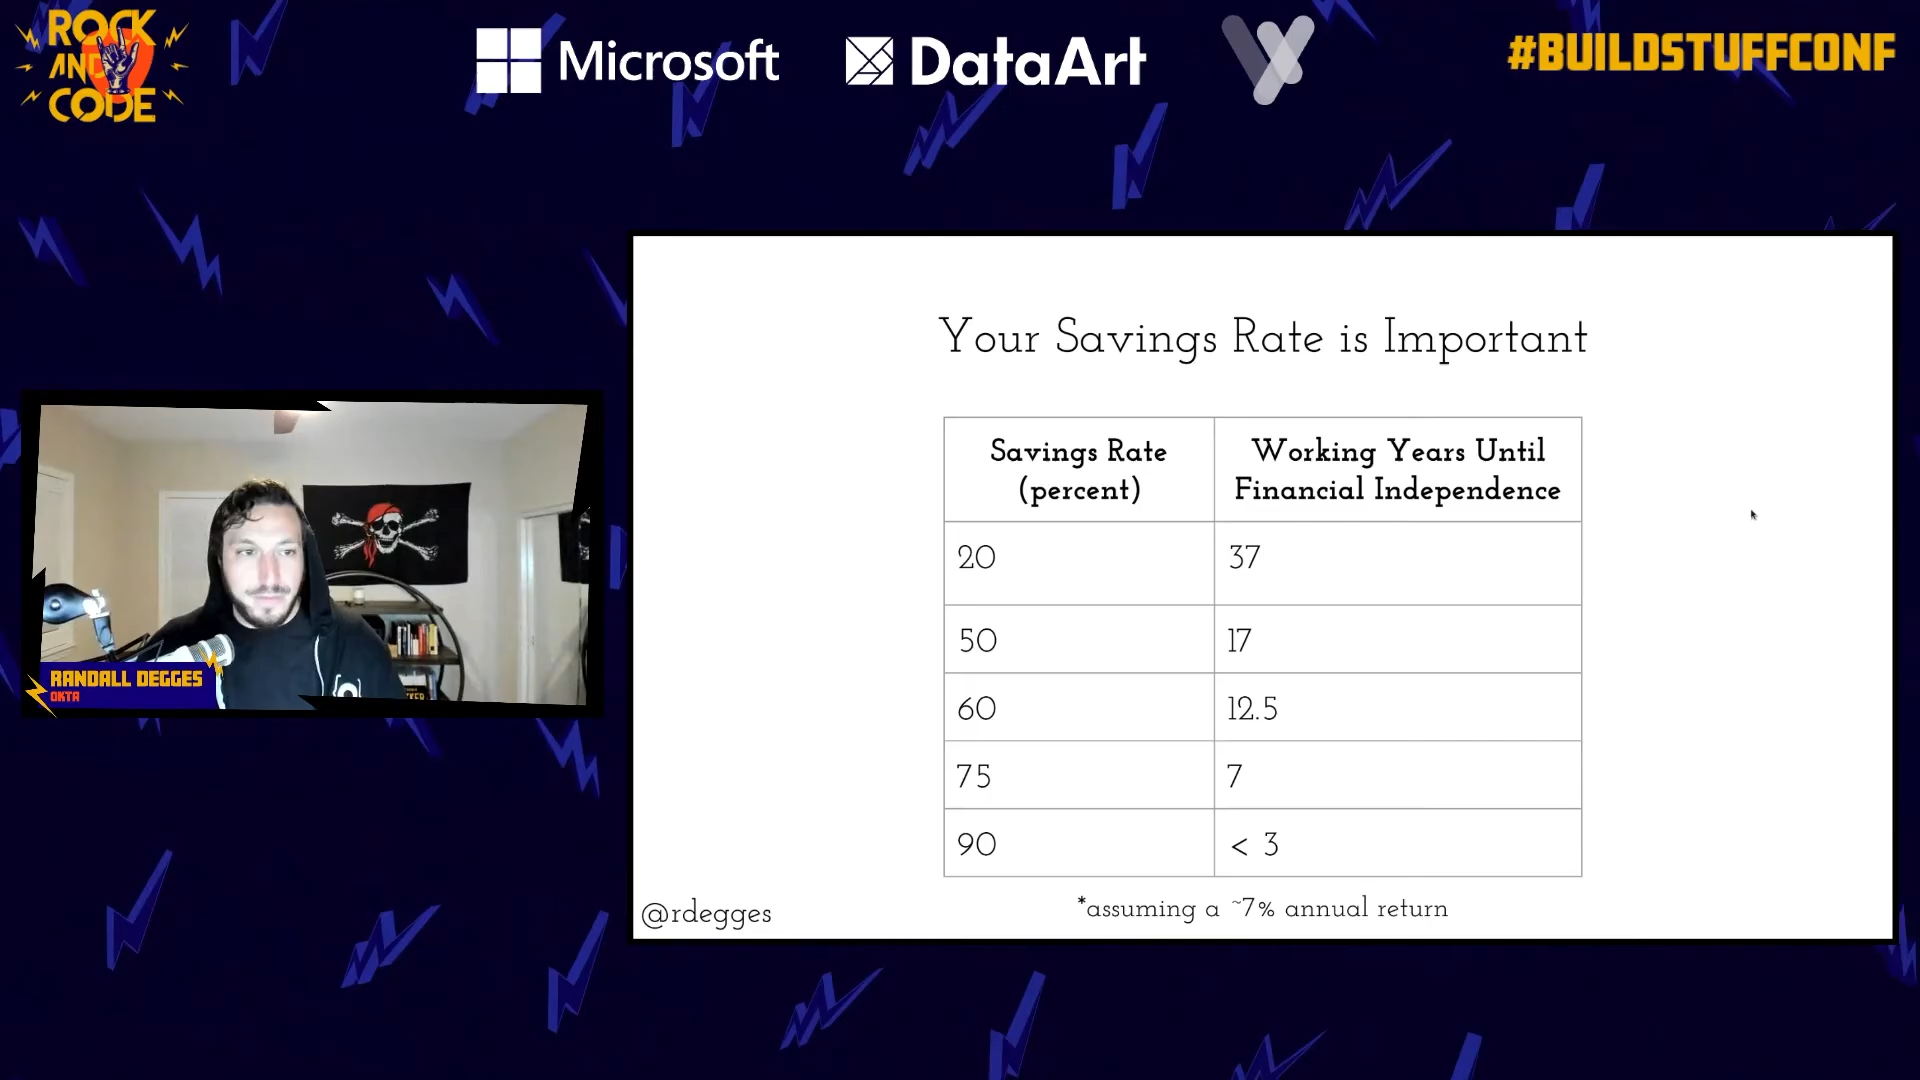 ROCK
AND
CODE
Microsoft
DataArt
#BUILDSTUFFCONF
Your Savings Rate is Important
Savings Rate
(percent)
Working Years Until
Financial Independence
20
37
50
17
60
12.5
75
7
90
< 3
*assuming a ~7% annual return
@rdegges
RANDALL DEGGES
OKTA